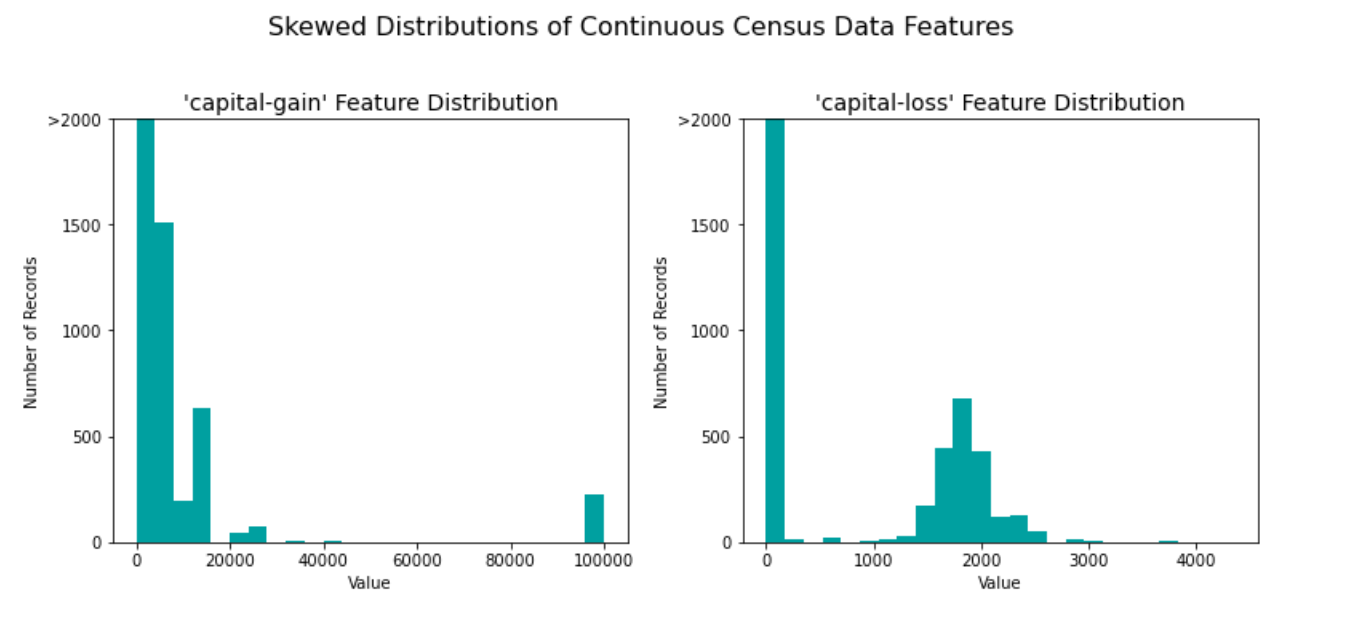 Skewed Distributions of Continuous Census Data Features
'capital-gain' Feature Distribution
>2000
1500
1000
500
0
Number of Records
0 20000 40000 60000 80000 100000
Value
'capital-loss' Feature Distribution
>2000
1500
1000
500
0
Number of Records
0 1000 2000 3000 4000
Value